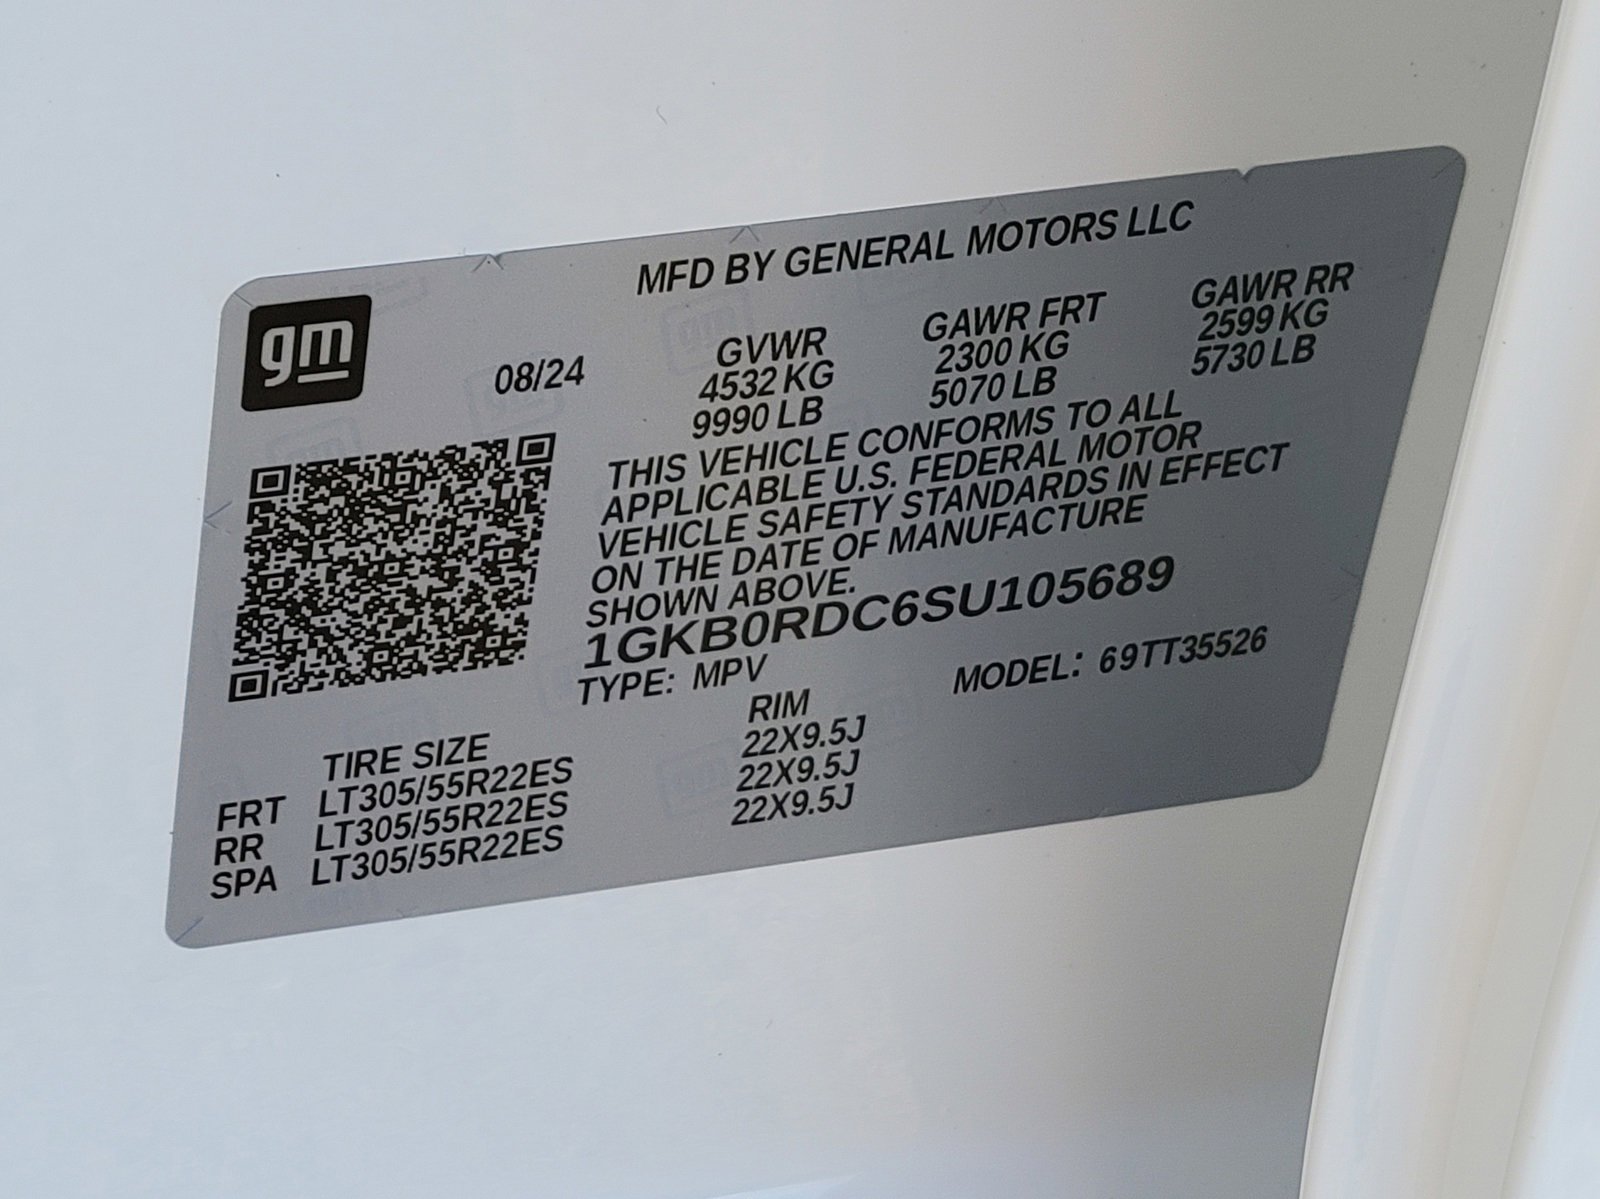 MFD BY GENERAL MOTORS LLC
gm
08/24
GVWR GAWR FRT GAWR RR
4532 KG 2300 KG 2599 KG
9990 LB 5070 LB 5730 LB
THIS VEHICLE CONFORMS TO ALL
APPLICABLE U.S. FEDERAL MOTOR
VEHICLE SAFETY STANDARDS IN EFFECT
ON THE DATE OF MANUFACTURE
SHOWN ABOVE.
1GKB0RDC6SU105689
TYPE: MPV MODEL: 69TT35526
TIRE SIZE RIM
FRT LT305/55R22ES 22X9.5J
RR LT305/55R22ES 22X9.5J
SPA LT305/55R22ES 22X9.5J